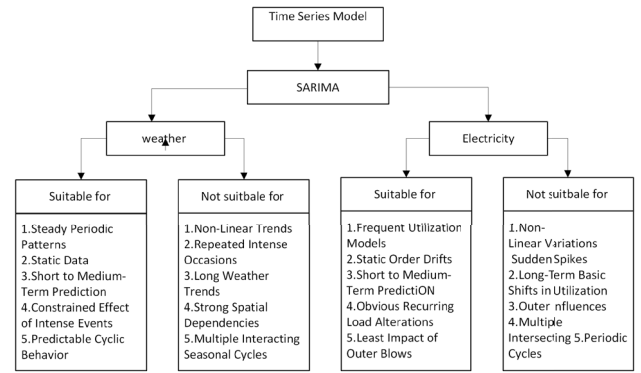 Time Series Model
SARIMA
weather
Electricity
Suitable for
1.Steady Periodic
Patterns
2.Static Data
3.Short to Medium-
Term Prediction
4.Constrained Effect
of Intense Events
5.Predictable Cyclic
Behavior
Not suitbale for
1.Non-Linear Trends
2.Repeated Intense
Occasions
3.Long Weather
Trends
4.Strong Spatial
Dependencies
5.Multiple Interacting
Seasonal Cycles
Suitable for
1.Frequent Utilization
Models
2.Static Order Drifts
3.Short to Medium-
Term PredictiON
4.Obvious Recurring
Load Alterations
5.Least Impact of
Outer Blows
Not suitbale for
1.Non-
Linear Variations
Sudden Spikes
2.Long-Term Basic
Shifts in Utilization
3.Outer nfluences
4.Multiple
Intersecting 5.Periodic
Cycles